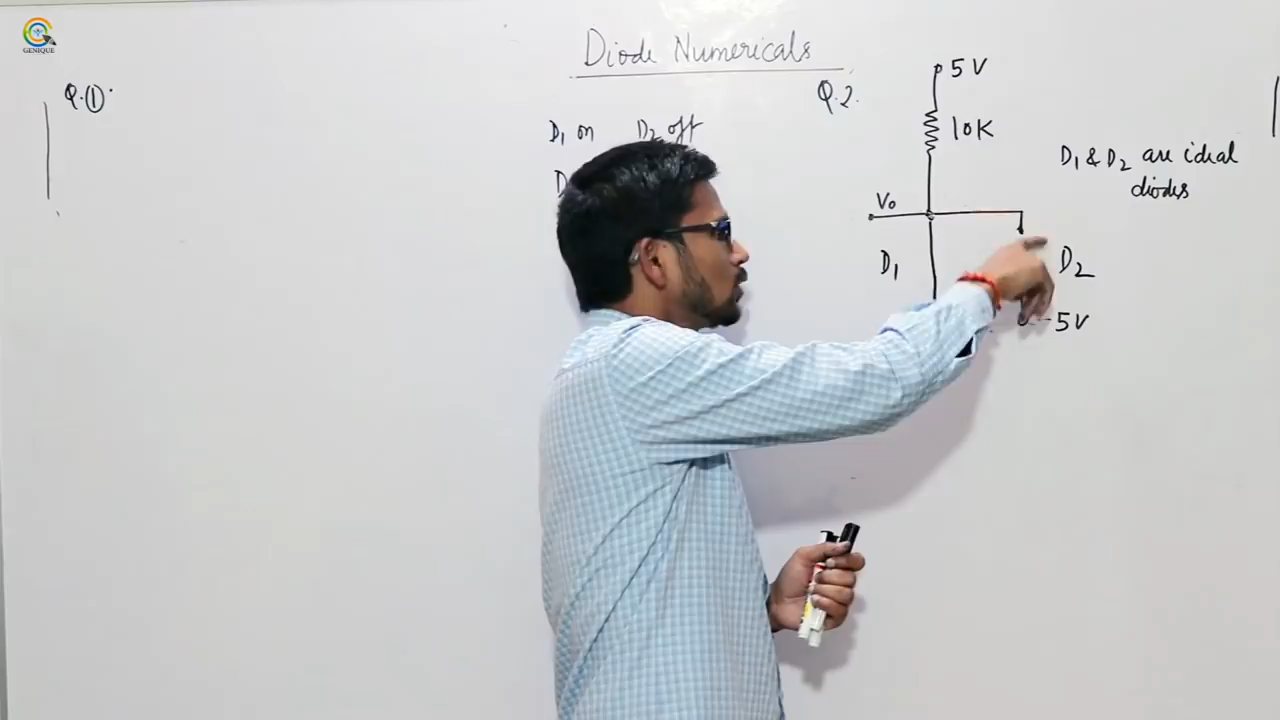 GENIQUE
Diode Numericals
Q.①
Q.2.
5V
10K
D₁ on D₂ off
D₁ & D₂ are ideal
diodes
Vo
D₁
D₂
-5V